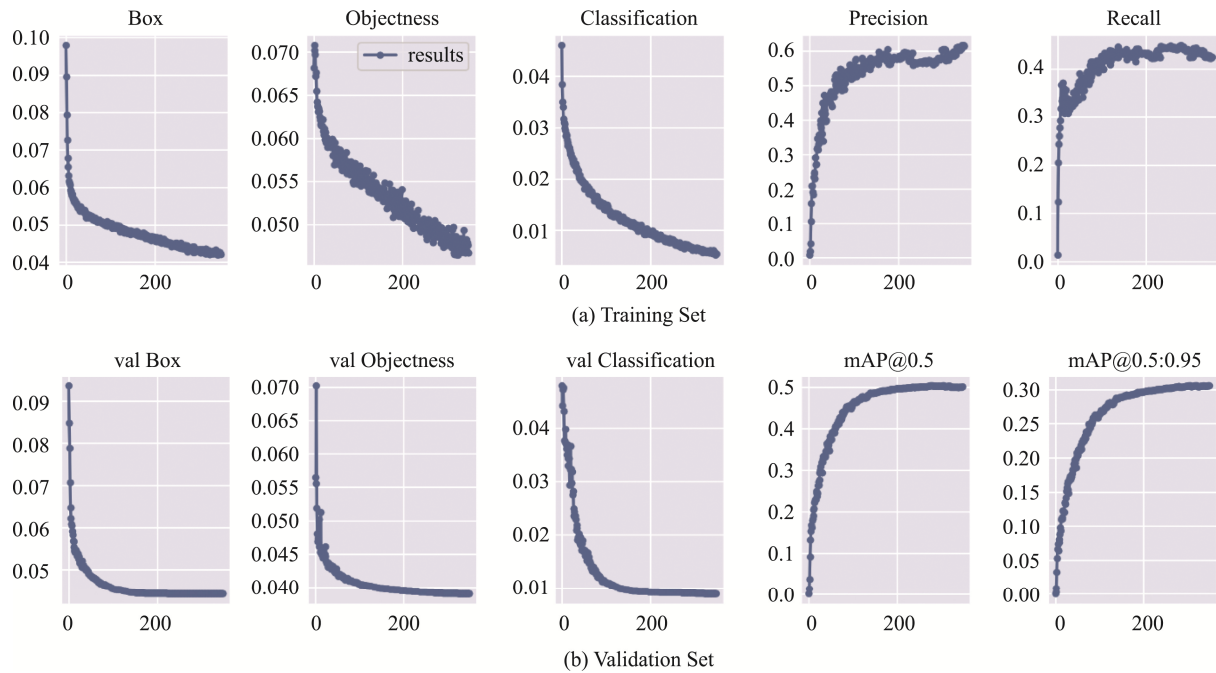 Box Objectness Classification Precision Recall
0.10 0.09 0.08 0.07 0.06 0.05 0.04
0 200
results
0.070 0.065 0.060 0.055 0.050
0 200
0.04 0.03 0.02 0.01
0 200
0.6 0.5 0.4 0.3 0.2 0.1 0.0
0 200
0.4 0.3 0.2 0.1 0.0
0 200
(a) Training Set
val Box val Objectness val Classification mAP@0.5 mAP@0.5:0.95
0.09 0.08 0.07 0.06 0.05
0 200
0.070 0.065 0.060 0.055 0.050 0.045 0.040
0 200
0.04 0.03 0.02 0.01
0 200
0.5 0.4 0.3 0.2 0.1 0.0
0 200
0.30 0.25 0.20 0.15 0.10 0.05 0.00
0 200
(b) Validation Set